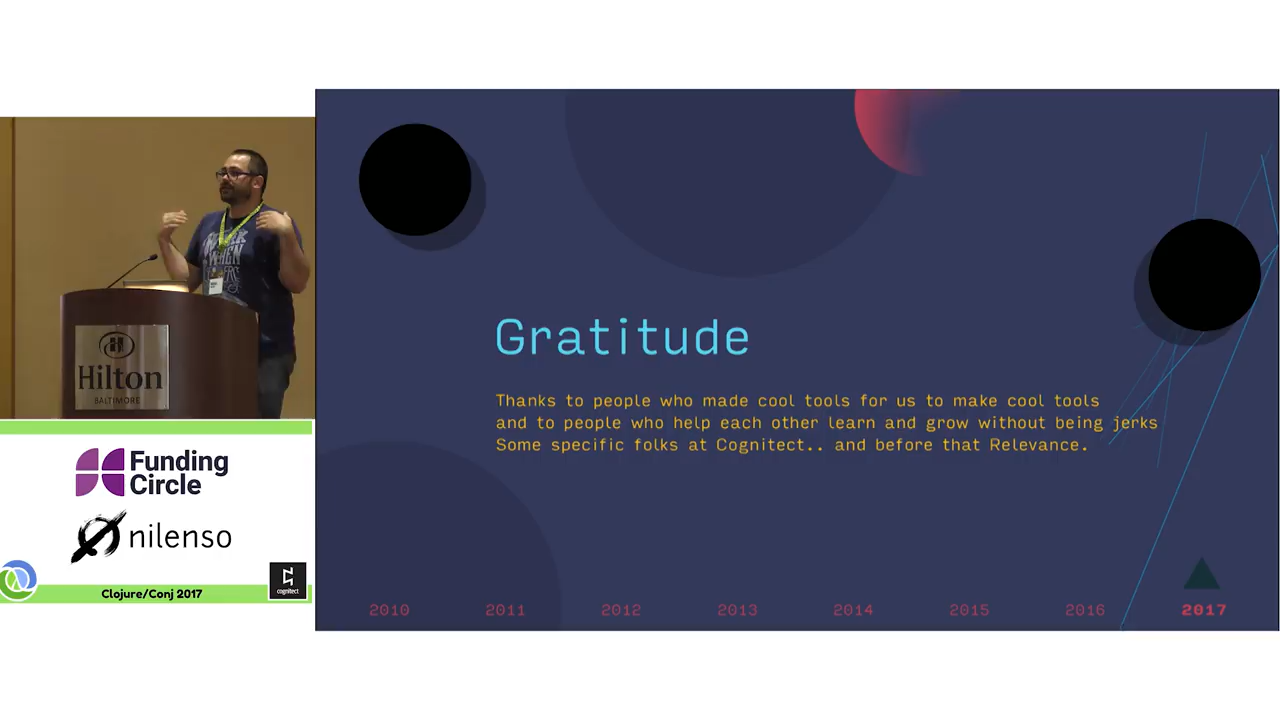 Gratitude
Thanks to people who made cool tools for us to make cool tools
and to people who help each other learn and grow without being jerks
Some specific folks at Cognitect.. and before that Relevance.
2010 2011 2012 2013 2014 2015 2016 2017
WHEN
H
Hilton
BALTIMORE
Funding
Circle
nilenso
Clojure/Conj 2017
cognitect